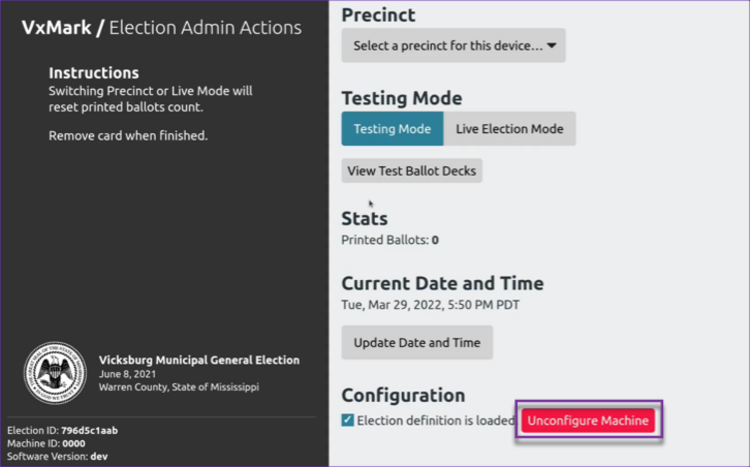 VxMark / Election Admin Actions
Instructions
Switching Precinct or Live Mode will
reset printed ballots count.
Remove card when finished.
Vicksburg Municipal General Election
June 8, 2021
Warren County, State of Mississippi
Election ID: 796d5c1aab
Machine ID: 0000
Software Version: dev
Precinct
Select a precinct for this device…
Testing Mode
Testing Mode
Live Election Mode
View Test Ballot Decks
Stats
Printed Ballots: 0
Current Date and Time
Tue, Mar 29, 2022, 5:50 PM PDT
Update Date and Time
Configuration
Election definition is loaded
Unconfigure Machine